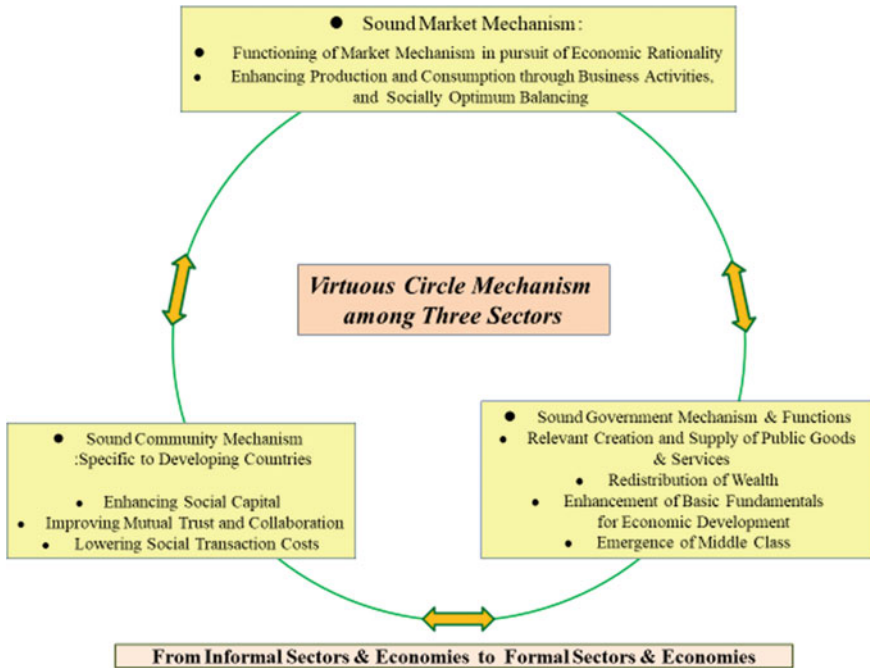 ● Sound Market Mechanism :
● Functioning of Market Mechanism in pursuit of Economic Rationality
● Enhancing Production and Consumption through Business Activities,
and Socially Optimum Balancing
Virtuous Circle Mechanism
among Three Sectors
● Sound Community Mechanism
:Specific to Developing Countries
● Enhancing Social Capital
● Improving Mutual Trust and Collaboration
● Lowering Social Transaction Costs
● Sound Government Mechanism & Functions
● Relevant Creation and Supply of Public Goods
& Services
● Redistribution of Wealth
● Enhancement of Basic Fundamentals
for Economic Development
● Emergence of Middle Class
From Informal Sectors & Economies to Formal Sectors & Economies